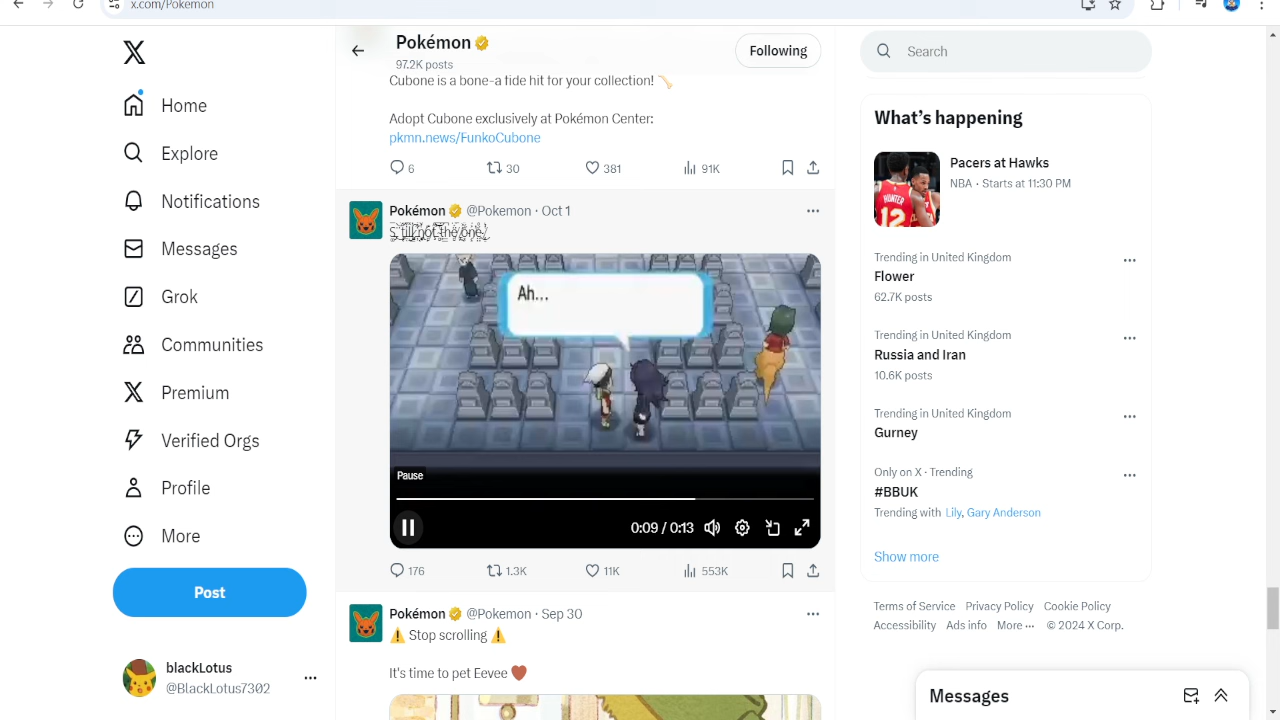 x.com/Pokemon
Pokémon
97.2K posts
Following
Search
Home
Explore
Notifications
Messages
Grok
Communities
Premium
Verified Orgs
Profile
More
Post
blackLotus
@BlackLotus7302
Cubone is a bone-a fide hit for your collection! 🦴
Adopt Cubone exclusively at Pokémon Center:
pkmn.news/FunkoCubone
6 30 381 91K
Pokémon @Pokemon · Oct 1
S till not the one.
Ah...
Pause
0:09 / 0:13
176 1.3K 11K 553K
Pokémon @Pokemon · Sep 30
⚠️ Stop scrolling ⚠️
It's time to pet Eevee 🤎
What's happening
Pacers at Hawks
NBA · Starts at 11:30 PM
HUNTER
12
Trending in United Kingdom
Flower
62.7K posts
Trending in United Kingdom
Russia and Iran
10.6K posts
Trending in United Kingdom
Gurney
Only on X · Trending
#BBUK
Trending with Lily, Gary Anderson
Show more
Terms of Service Privacy Policy Cookie Policy
Accessibility Ads info More ··· © 2024 X Corp.
Messages